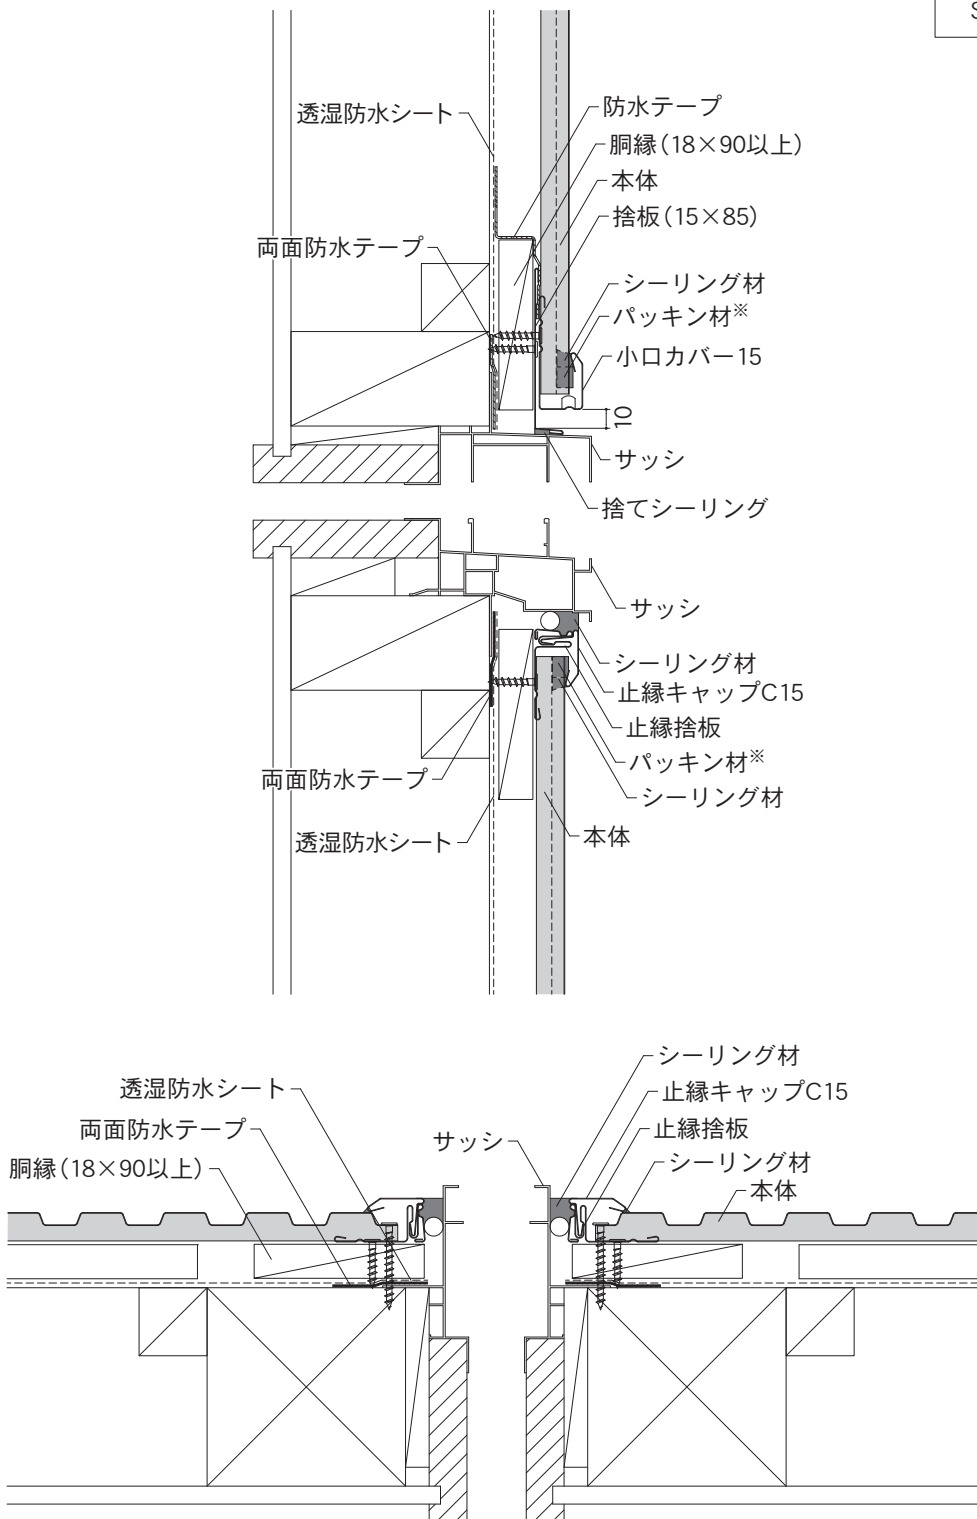 S
透湿防水シート
防水テープ
胴縁(18×90以上)
本体
捨板(15×85)
両面防水テープ
シーリング材
パッキン材※
小口カバー15
10
サッシ
捨てシーリング
サッシ
シーリング材
止縁キャップC15
止縁捨板
パッキン材※
両面防水テープ
シーリング材
透湿防水シート
本体
シーリング材
透湿防水シート
止縁キャップC15
両面防水テープ
サッシ
止縁捨板
胴縁(18×90以上)
シーリング材
本体